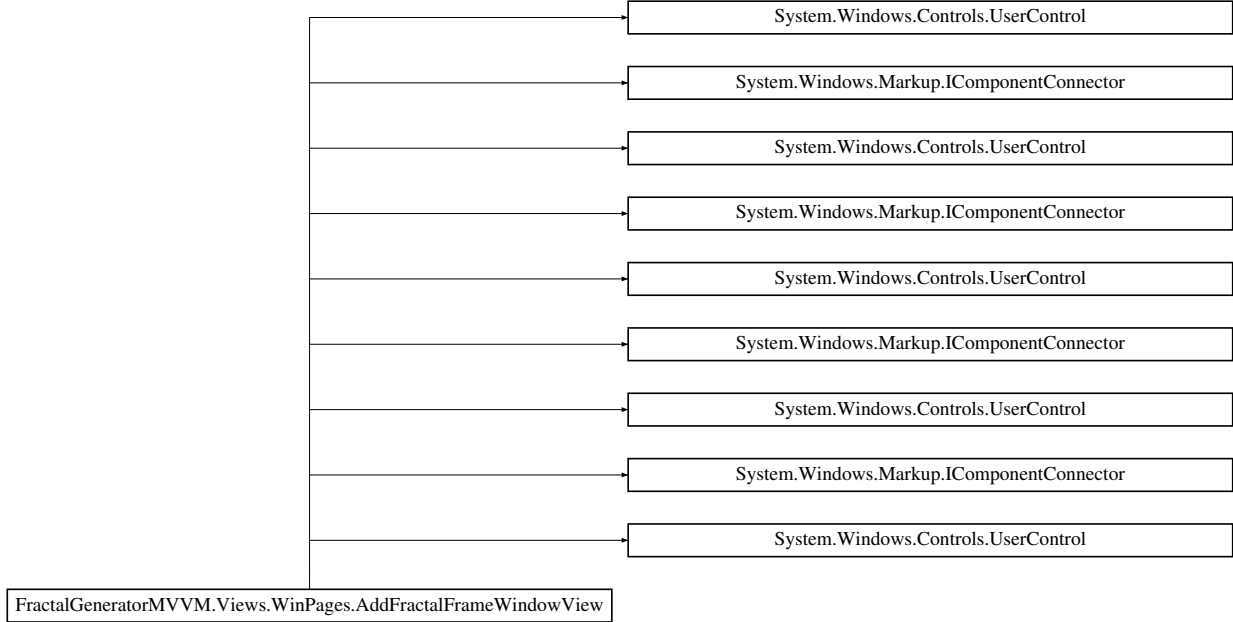 System.Windows.Controls.UserControl
System.Windows.Markup.IComponentConnector
System.Windows.Controls.UserControl
System.Windows.Markup.IComponentConnector
System.Windows.Controls.UserControl
System.Windows.Markup.IComponentConnector
System.Windows.Controls.UserControl
System.Windows.Markup.IComponentConnector
System.Windows.Controls.UserControl
FractalGeneratorMVVM.Views.WinPages.AddFractalFrameWindowView